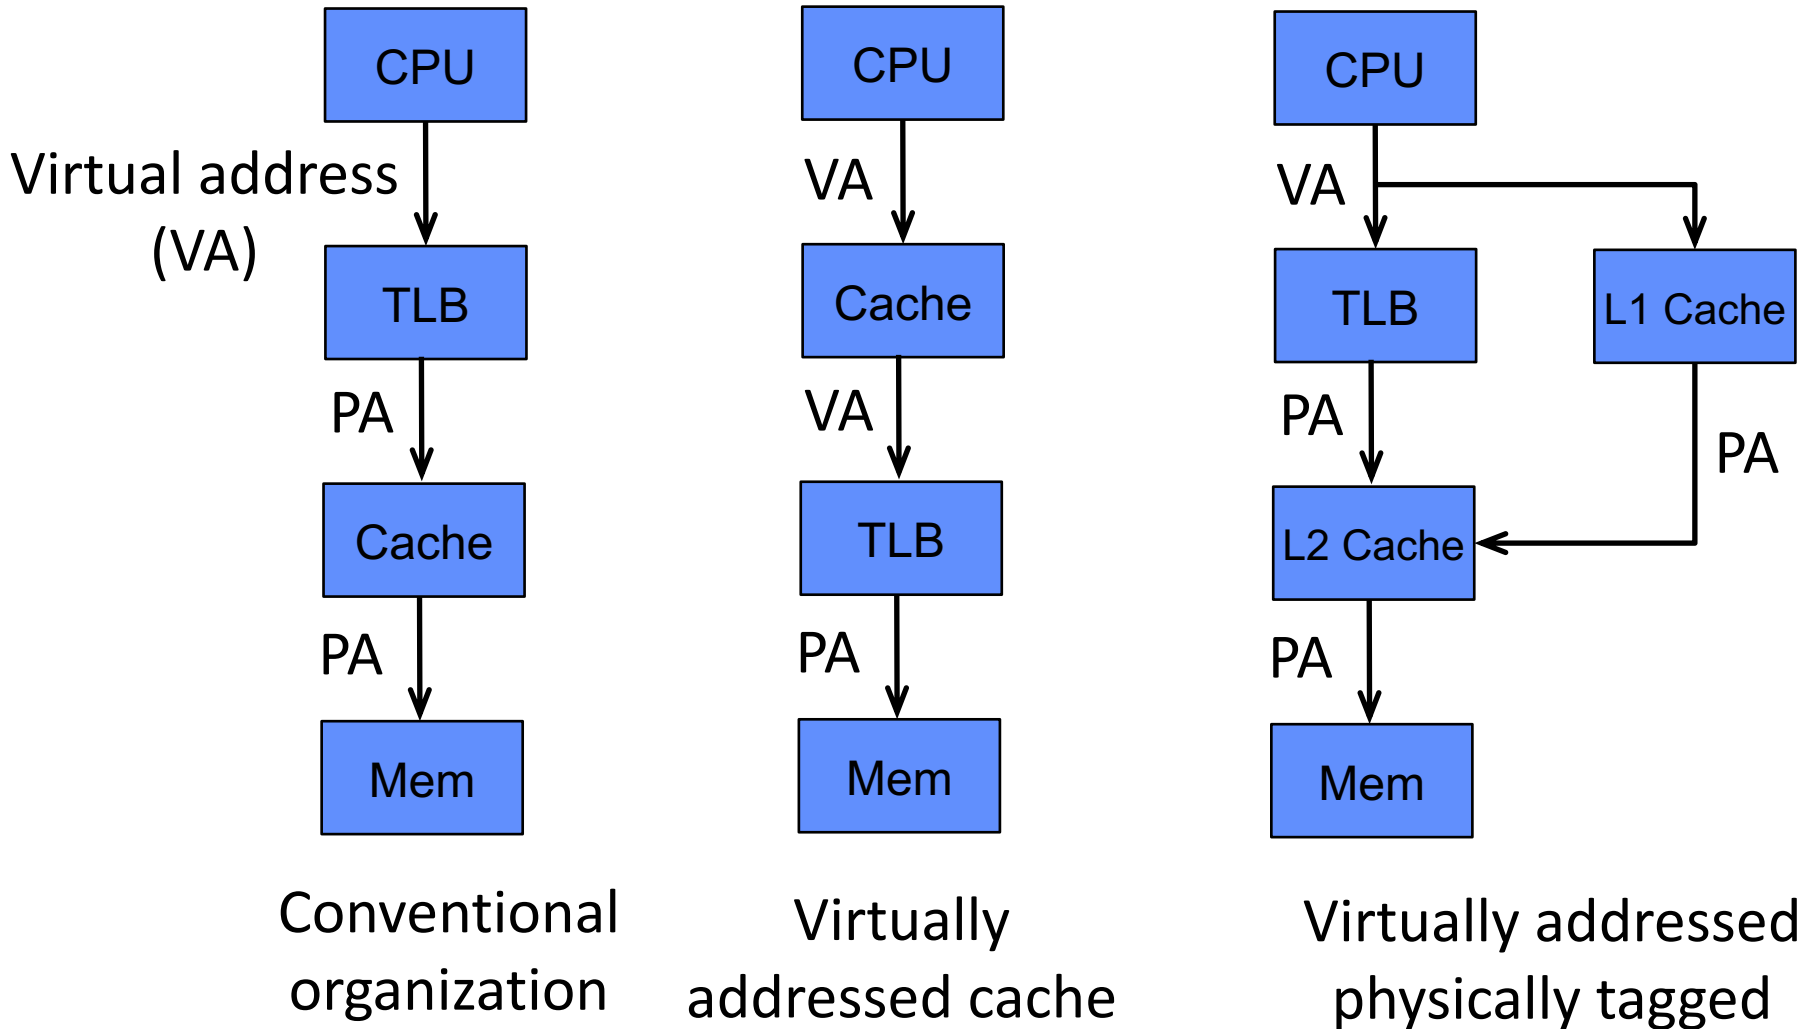 CPU
Virtual address
(VA)
TLB
PA
Cache
PA
Mem
Conventional
organization
CPU
VA
Cache
VA
TLB
PA
Mem
Virtually
addressed cache
CPU
VA
TLB
L1 Cache
PA
PA
L2 Cache
PA
Mem
Virtually addressed
physically tagged